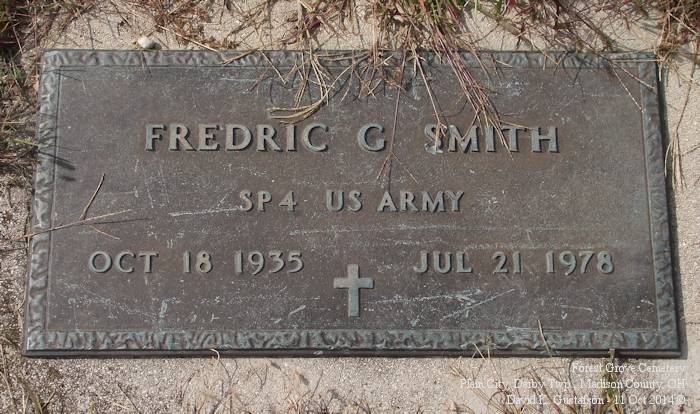 FREDRIC G SMITH
SP4 US ARMY
OCT 18 1935 JUL 21 1978
Forest Grove Cemetery
Plain City, Darby Twp., Madison County, OH
David L. Gustafson - 11 Oct 2014 ©